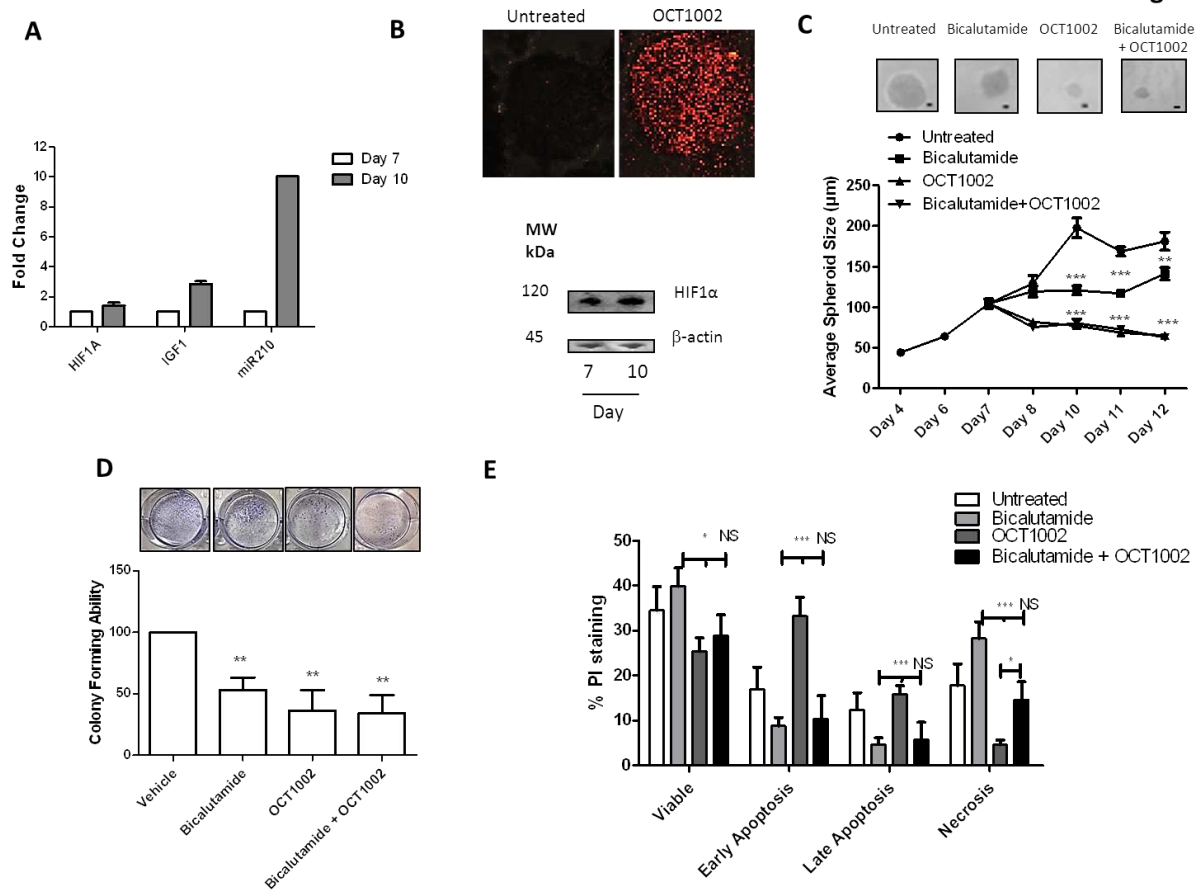 A
Fold Change
12
10
8
6
4
2
0
HIF1A
IGF1
miR210
Day 7
Day 10
B
Untreated
OCT1002
MW
kDa
120
HIF1α
45
β-actin
7
10
Day
C
Untreated
Bicalutamide
OCT1002
Bicalutamide
+ OCT1002
Untreated
Bicalutamide
OCT1002
Bicalutamide+OCT1002
Average Spheroid Size (µm)
250
200
150
100
50
0
***
***
**
***
***
***
Day 4
Day 6
Day7
Day 8
Day 10
Day 11
Day 12
D
Colony Forming Ability
150
100
50
0
**
**
**
Vehicle
Bicalutamide
OCT1002
Bicalutamide + OCT1002
E
Untreated
Bicalutamide
OCT1002
Bicalutamide + OCT1002
% PI staining
50
40
30
20
10
0
* NS
*** NS
*** NS
*** NS
*
Viable
Early Apoptosis
Late Apoptosis
Necrosis